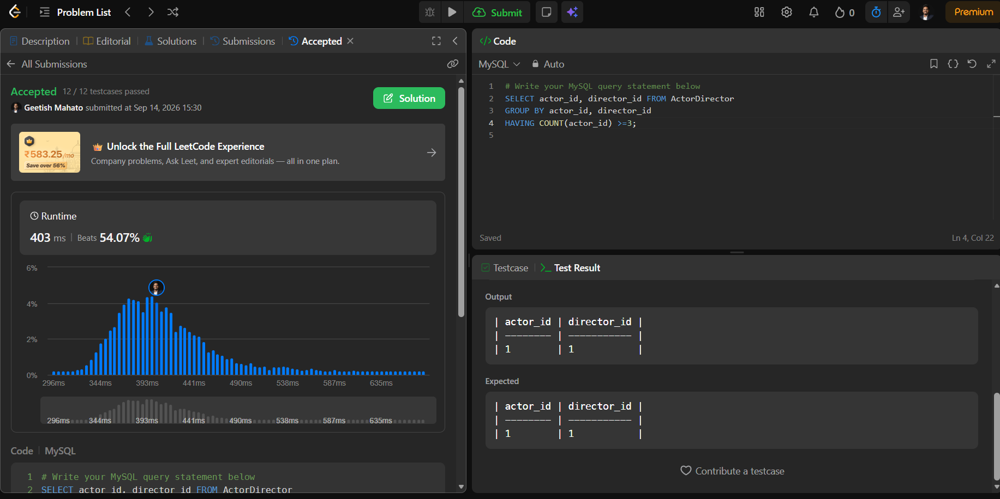 Problem List
Submit
0
Premium
Description
Editorial
Solutions
Submissions
Accepted
All Submissions
Accepted 12 / 12 testcases passed
Geetish Mahato submitted at Sep 14, 2026 15:30
Solution
₹583.25/mo
Save over 56%
Unlock the Full LeetCode Experience
Company problems, Ask Leet, and expert editorials — all in one plan.
Runtime
403 ms | Beats 54.07%
6%
4%
2%
0%
296ms 344ms 393ms 441ms 490ms 538ms 587ms 635ms
296ms 344ms 393ms 441ms 490ms 538ms 587ms 635ms
Code | MySQL
1 # Write your MySQL query statement below
2 SELECT actor_id, director_id FROM ActorDirector
Code
MySQL
Auto
1 # Write your MySQL query statement below
2 SELECT actor_id, director_id FROM ActorDirector
3 GROUP BY actor_id, director_id
4 HAVING COUNT(actor_id) >=3;
5
Saved
Ln 4, Col 22
Testcase
Test Result
Output
| actor_id | director_id |
| -------- | ----------- |
| 1 | 1 |
Expected
| actor_id | director_id |
| -------- | ----------- |
| 1 | 1 |
Contribute a testcase